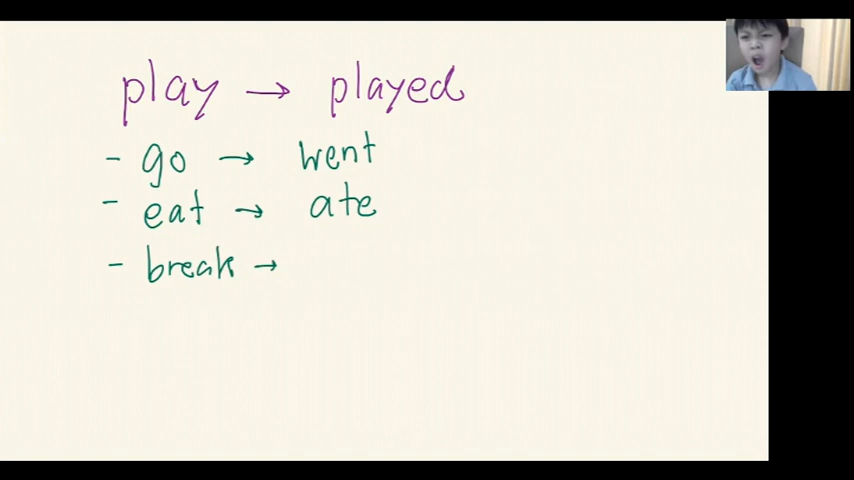 play → played
- go → went
- eat → ate
- break →